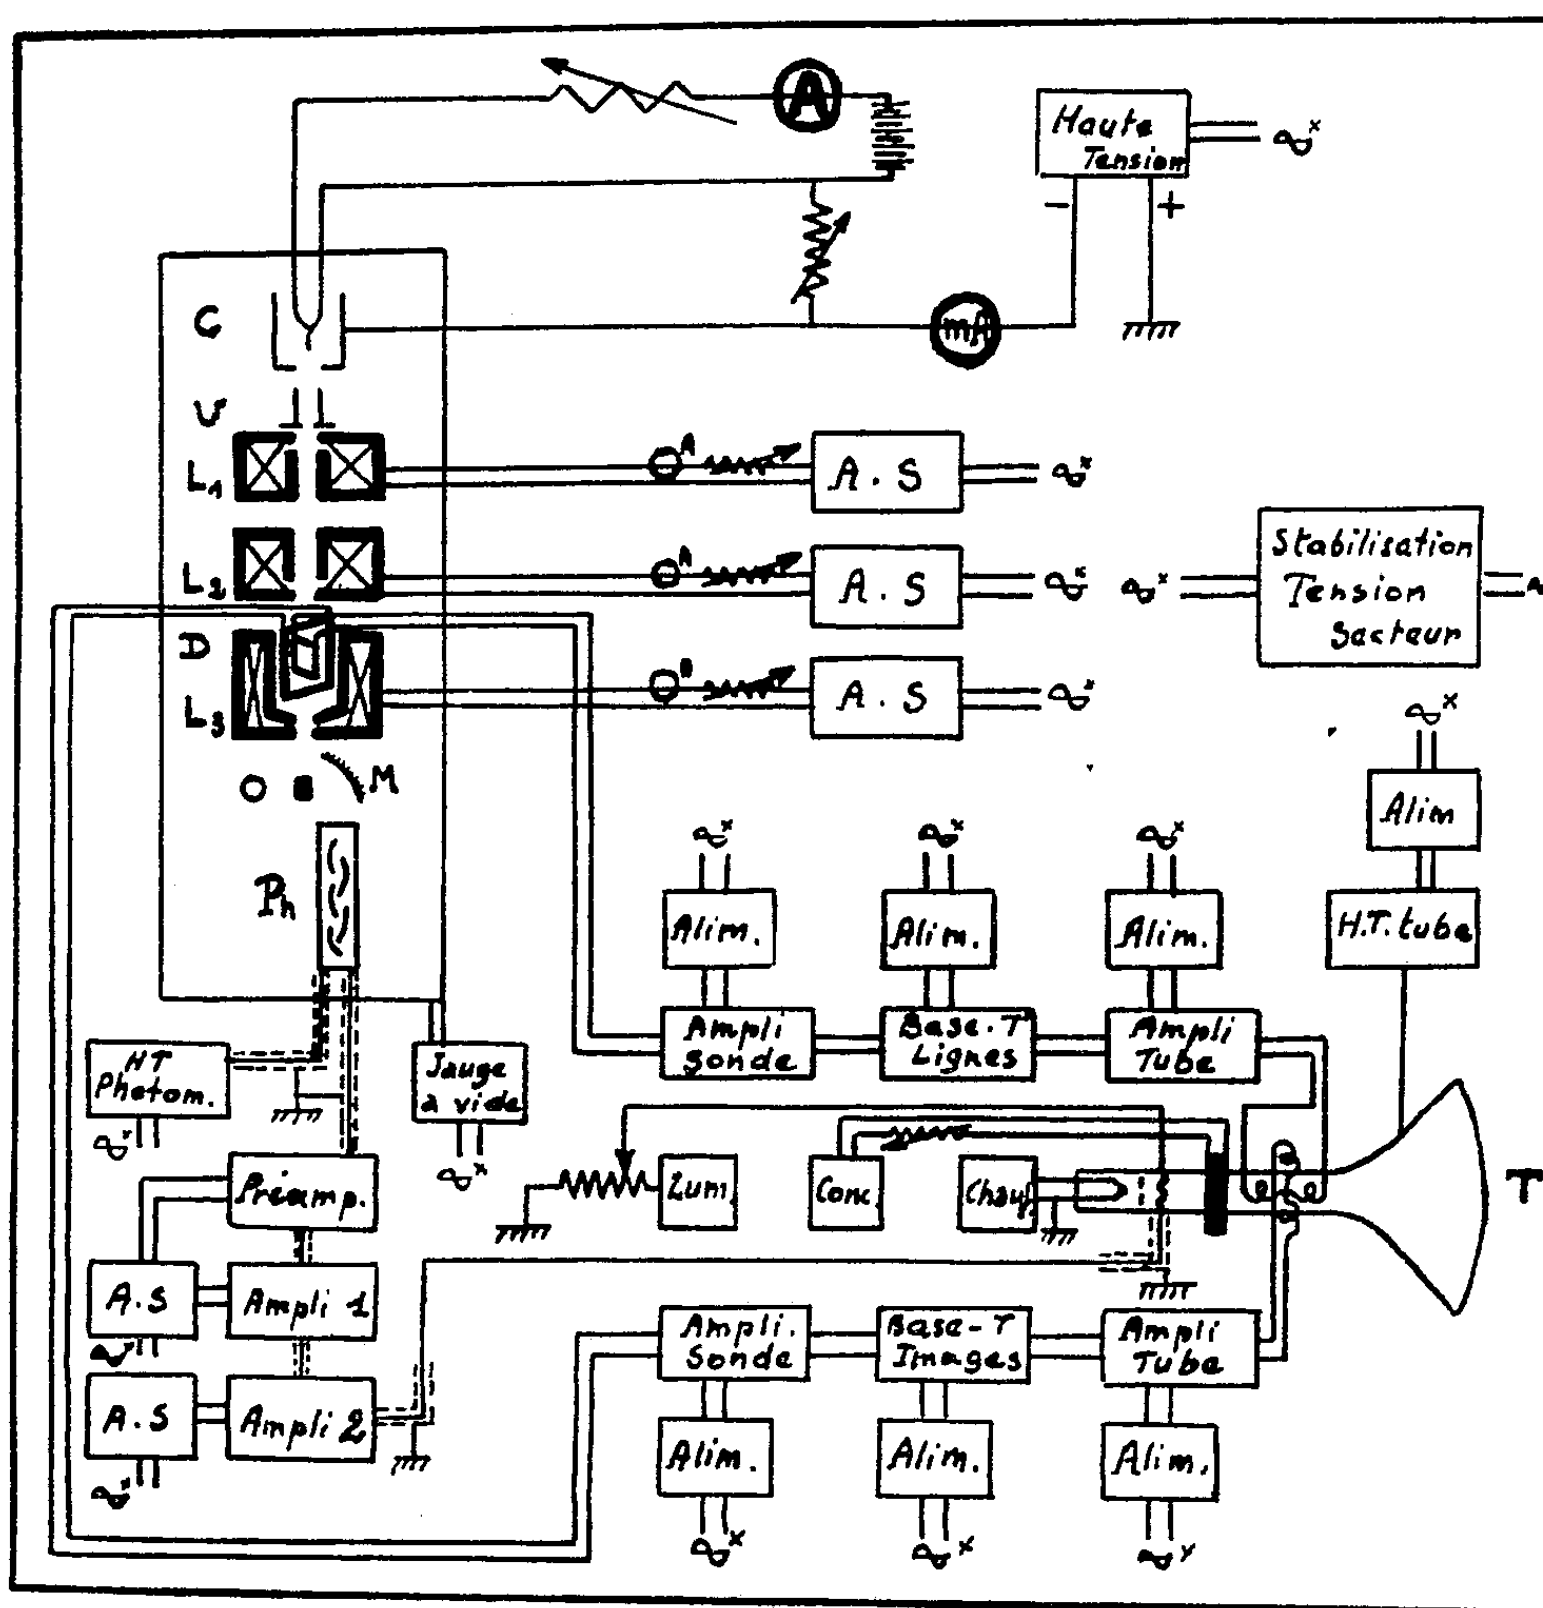 A
Haute
Tension
-
+
C
mA
V
L1
A
A.S
Stabilisation
Tension
Secteur
L2
A
A.S
D
L3
A.S
M
Alim
Ph
Alim.
Alim.
Alim.
H.T. tube
Ampli
Sonde
Base-T
Lignes
Ampli
Tube
HT
Photom.
Jauge
à vide
Préamp.
Lum.
Conc.
Chauf.
T
A.S
Ampli 1
Ampli.
Sonde
Base-T
Images
Ampli
Tube
A.S
Ampli 2
Alim.
Alim.
Alim.